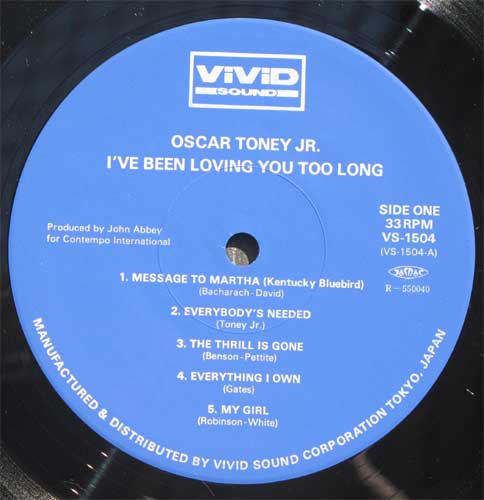 ViViD
SOUND
OSCAR TONEY JR.
I'VE BEEN LOVING YOU TOO LONG
SIDE ONE
33 RPM
VS-1504
(VS-1504-A)
Produced by John Abbey
for Contempo International
JASRAC
R-550040
1. MESSAGE TO MARTHA (Kentucky Bluebird)
(Bacharach-David)
2. EVERYBODY'S NEEDED
(Toney Jr.)
3. THE THRILL IS GONE
(Benson-Pettite)
4. EVERYTHING I OWN
(Gates)
5. MY GIRL
(Robinson-White)
MANUFACTURED & DISTRIBUTED BY VIVID SOUND CORPORATION TOKYO, JAPAN